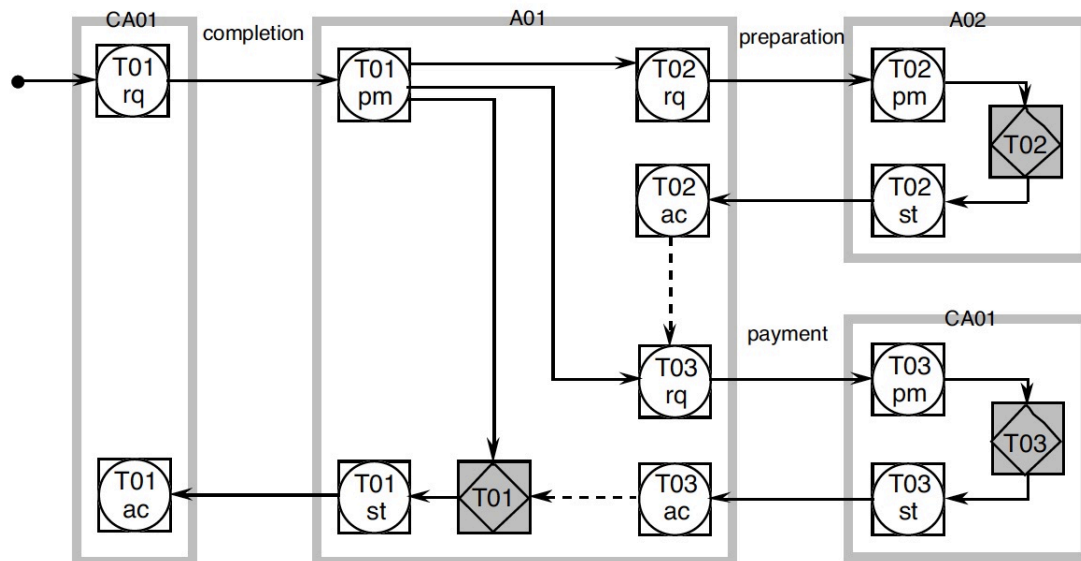 CA01
completion
A01
preparation
A02
T01
rq
T01
pm
T02
rq
T02
pm
T02
T02
ac
T02
st
payment
CA01
T03
rq
T03
pm
T03
T01
ac
T01
st
T01
T03
ac
T03
st